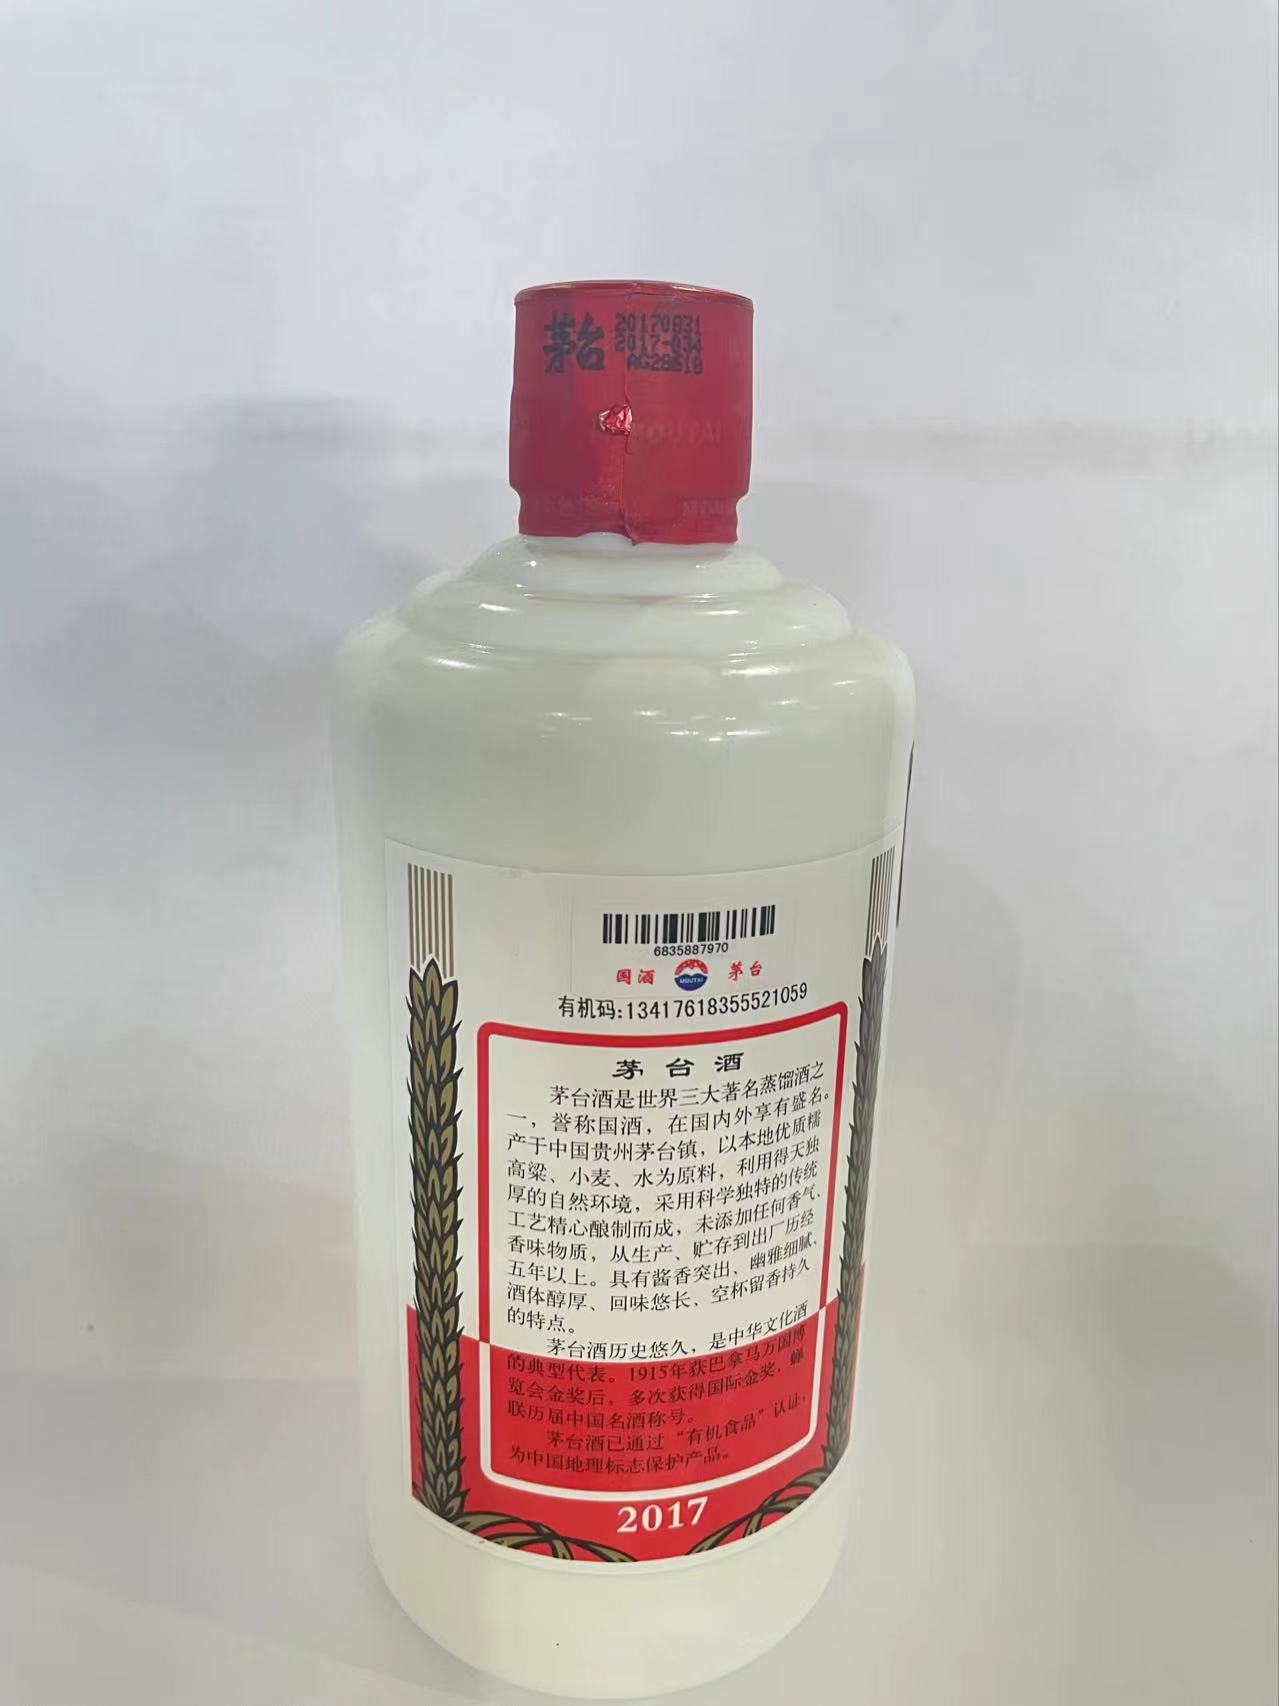 茅台
20170831
2017-034
AG28618
MOUTAI
6835887970
国酒 MOUTAI 茅台
有机码:13417618355521059
茅台酒
茅台酒是世界三大著名蒸馏酒之
一，誉称国酒，在国内外享有盛名。
产于中国贵州茅台镇，以本地优质糯
高粱、小麦、水为原料，利用得天独
厚的自然环境，采用科学独特的传统
工艺精心酿制而成，未添加任何香气、
香味物质，从生产、贮存到出厂历经
五年以上。具有酱香突出、幽雅细腻、
酒体醇厚、回味悠长、空杯留香持久
的特点。
茅台酒历史悠久，是中华文化酒
的典型代表。1915年获巴拿马万国博
览会金奖后，多次获得国际金奖，蝉
联历届中国名酒称号。
茅台酒已通过“有机食品”认证，
为中国地理标志保护产品。
2017